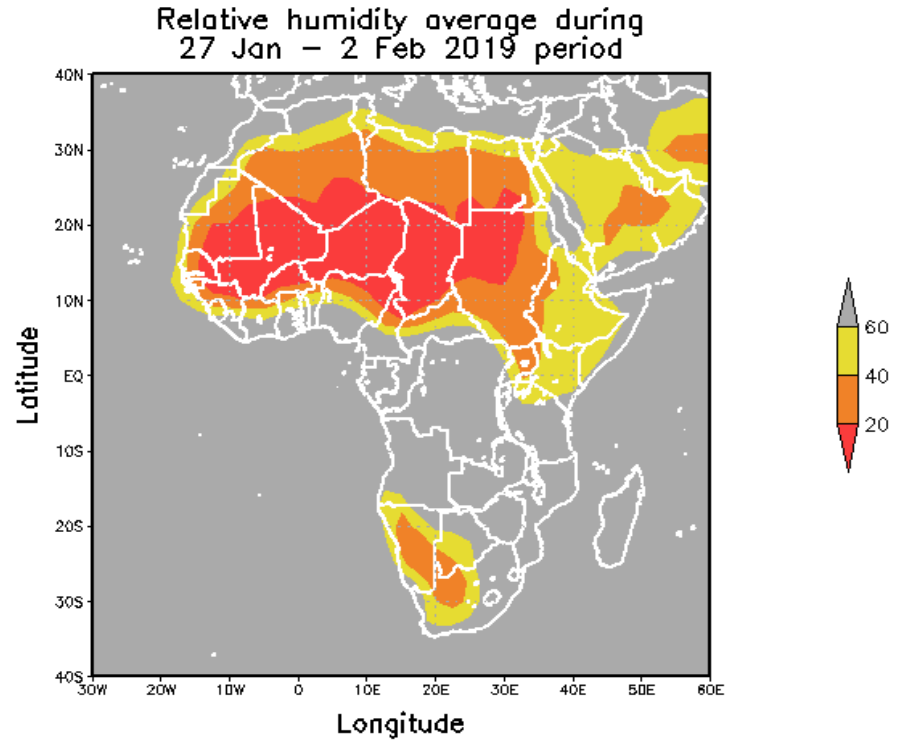 Relative humidity average during
27 Jan – 2 Feb 2019 period
40N
30N
20N
10N
EQ
10S
20S
30S
40S
Latitude
30W 20W 10W 0 10E 20E 30E 40E 50E 60E
Longitude
60
40
20